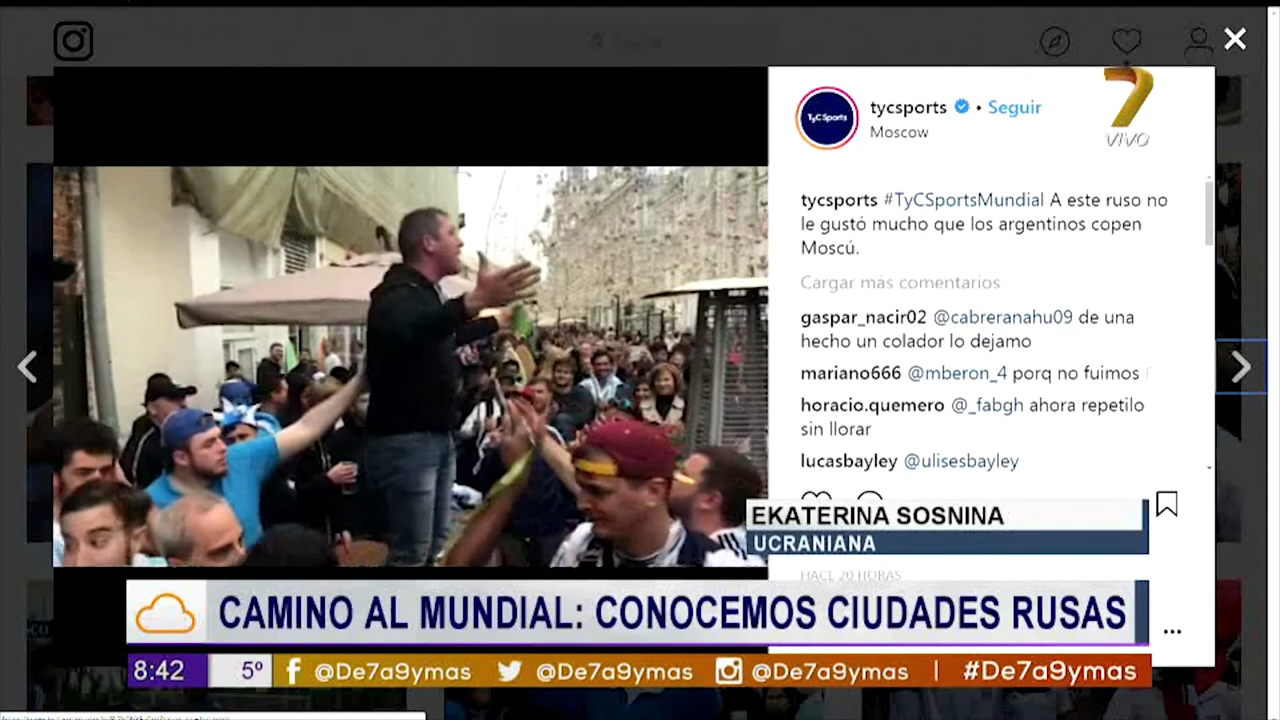 tycsports • Seguir
Moscow
TyC Sports
7
VIVO
tycsports #TyCSportsMundial A este ruso no
le gustó mucho que los argentinos copen
Moscú.
Cargar más comentarios
gaspar_nacir02 @cabreranahu09 de una
hecho un colador lo dejamo
mariano666 @mberon_4 porq no fuimos
horacio.quemero @_fabgh ahora repetilo
sin llorar
lucasbayley @ulisesbayley
EKATERINA SOSNINA
UCRANIANA
HACE 20 HORAS
CAMINO AL MUNDIAL: CONOCEMOS CIUDADES RUSAS
8:42 5º @De7a9ymas @De7a9ymas @De7a9ymas | #De7a9ymas